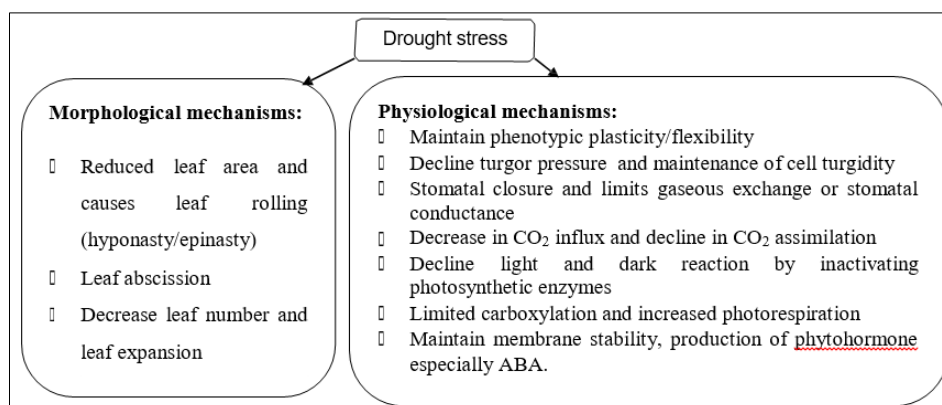 Drought stress
Morphological mechanisms:
Reduced leaf area and
causes leaf rolling
(hyponasty/epinasty)
Leaf abscission
Decrease leaf number and
leaf expansion
Physiological mechanisms:
Maintain phenotypic plasticity/flexibility
Decline turgor pressure and maintenance of cell turgidity
Stomatal closure and limits gaseous exchange or stomatal
conductance
Decrease in CO₂ influx and decline in CO₂ assimilation
Decline light and dark reaction by inactivating
photosynthetic enzymes
Limited carboxylation and increased photorespiration
Maintain membrane stability, production of phytohormone
especially ABA.